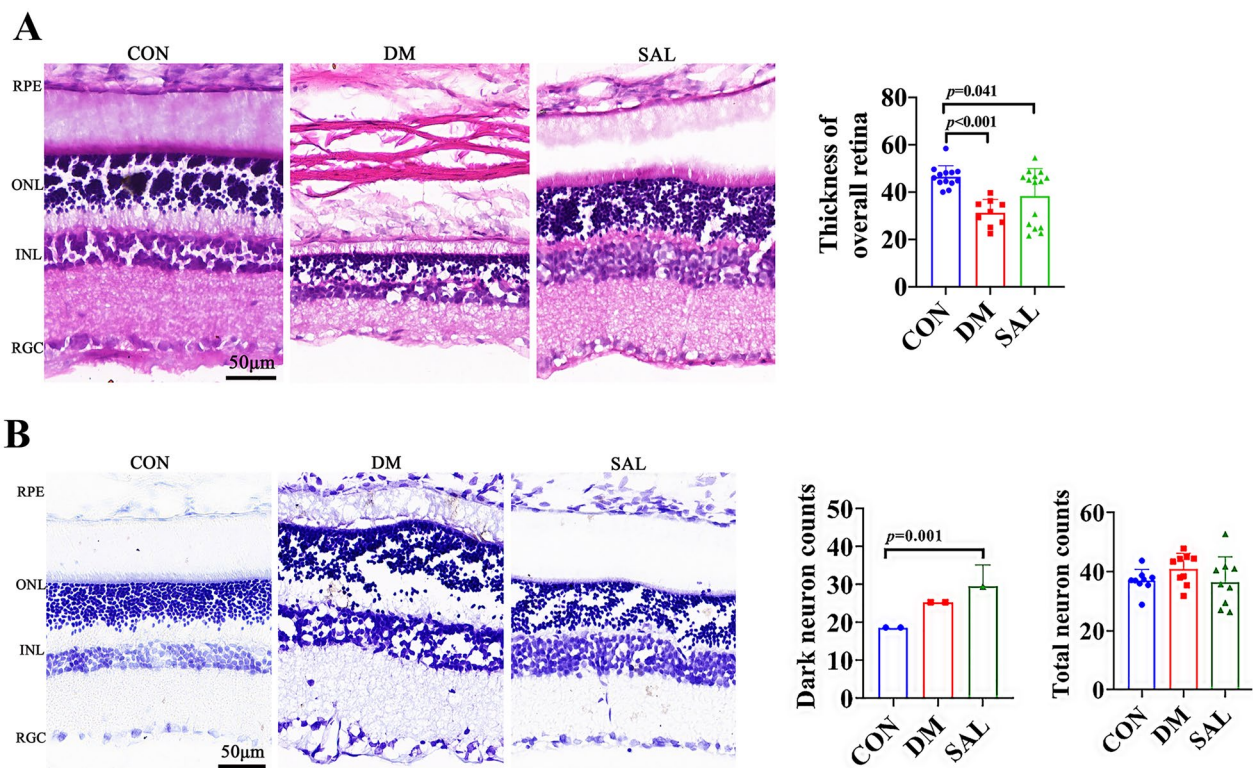 A
CON DM SAL
RPE
ONL
INL
RGC
50μm
Thickness of
overall retina
80
60
40
20
0
p=0.041
p<0.001
CON DM SAL
B
CON DM SAL
RPE
ONL
INL
RGC
50μm
Dark neuron counts
50
40
30
20
10
0
p=0.001
CON DM SAL
Total neuron counts
60
40
20
0
CON DM SAL